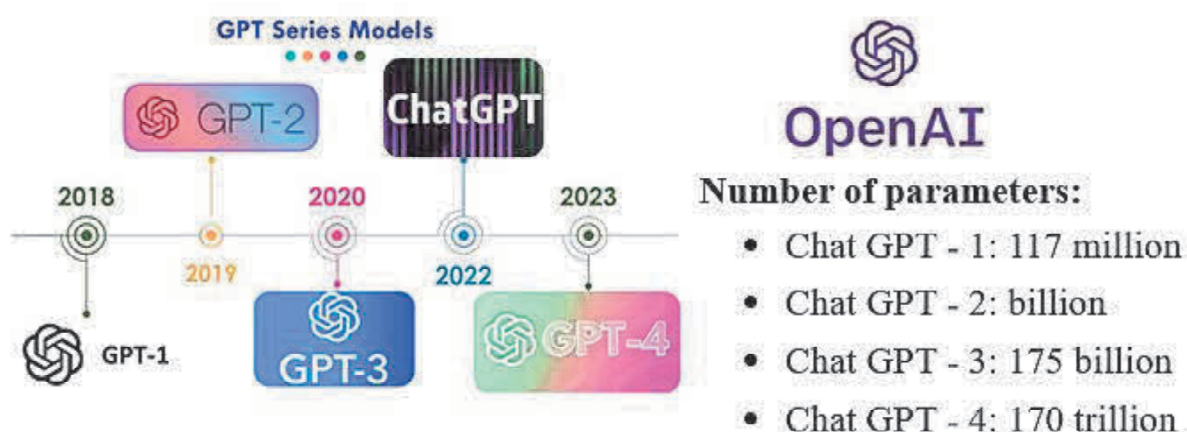 GPT Series Models
GPT-2
ChatGPT
2018
2020
2023
2019
2022
GPT-1
GPT-3
GPT-4
OpenAI
Number of parameters:
• Chat GPT - 1: 117 million
• Chat GPT - 2: billion
• Chat GPT - 3: 175 billion
• Chat GPT - 4: 170 trillion